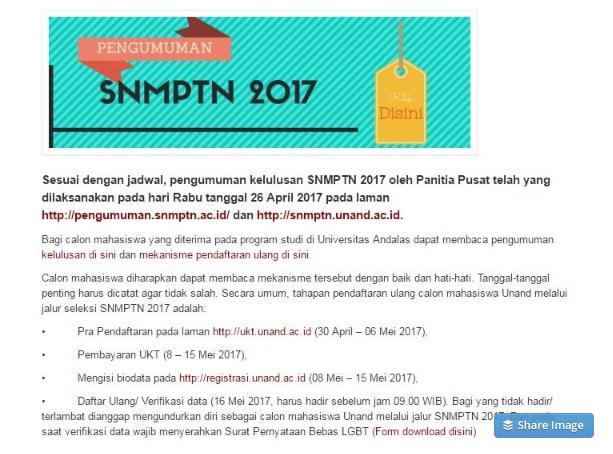 PENGUMUMAN
SNMPTN 2017
Disini
Sesuai dengan jadwal, pengumuman kelulusan SNMPTN 2017 oleh Panitia Pusat telah yang
dilaksanakan pada hari Rabu tanggal 26 April 2017 pada laman
http://pengumuman.snmptn.ac.id/ dan http://snmptn.unand.ac.id.
Bagi calon mahasiswa yang diterima pada program studi di Universitas Andalas dapat membaca pengumuman
kelulusan di sini dan mekanisme pendaftaran ulang di sini.
Calon mahasiswa diharapkan dapat membaca mekanisme tersebut dengan baik dan hati-hati. Tanggal-tanggal
penting harus dicatat agar tidak salah. Secara umum, tahapan pendaftaran ulang calon mahasiswa Unand melalui
jalur seleksi SNMPTN 2017 adalah:
• Pra Pendaftaran pada laman http://ukt.unand.ac.id (30 April – 06 Mei 2017),
• Pembayaran UKT (8 – 15 Mei 2017),
• Mengisi biodata pada http://registrasi.unand.ac.id (08 Mei – 15 Mei 2017),
• Daftar Ulang/ Verifikasi data (16 Mei 2017, harus hadir sebelum jam 09.00 WIB). Bagi yang tidak hadir/
terlambat dianggap mengundurkan diri sebagai calon mahasiswa Unand melalui jalur SNMPTN 2017.
saat verifikasi data wajib menyerahkan Surat Pernyataan Bebas LGBT (Form download disini)
Share Image